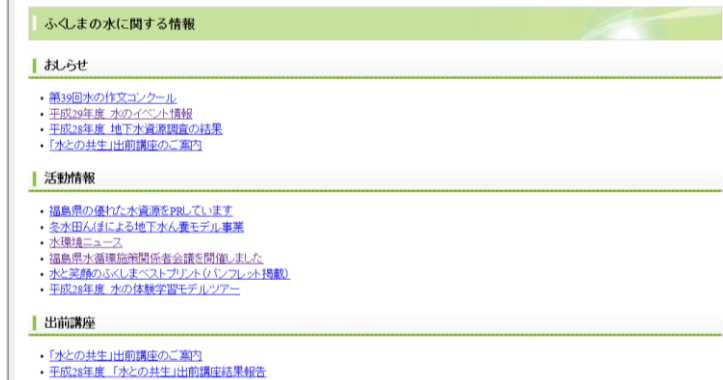 ふくしまの水に関する情報
おしらせ
・第39回水の作文コンクール
・平成29年度 水のイベント情報
・平成28年度 地下水資源調査の結果
・「水との共生」出前講座のご案内
活動情報
・福島県の優れた水資源をPRしています
・冬水田んぼによる地下水ん養モデル事業
・水環境ニュース
・福島県水循環施策関係者会議を開催しました
・水と笑顔のふくしまベストプリント(パンフレット掲載)
・平成28年度 水の体験学習モデルツアー
出前講座
・「水との共生」出前講座のご案内
・平成28年度 「水との共生」出前講座結果報告